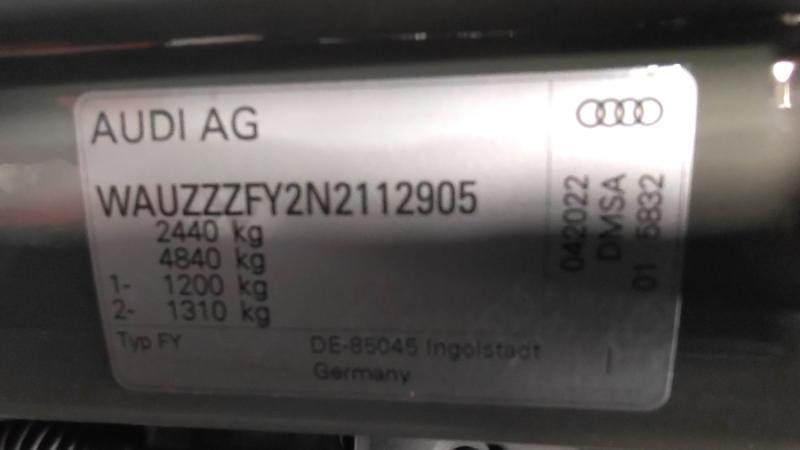 AUDI AG
WAUZZZFY2N2112905
2440 kg
4840 kg
1- 1200 kg
2- 1310 kg
Typ FY
DE-85045 Ingolstadt
Germany
042022
DMSA
01 5832